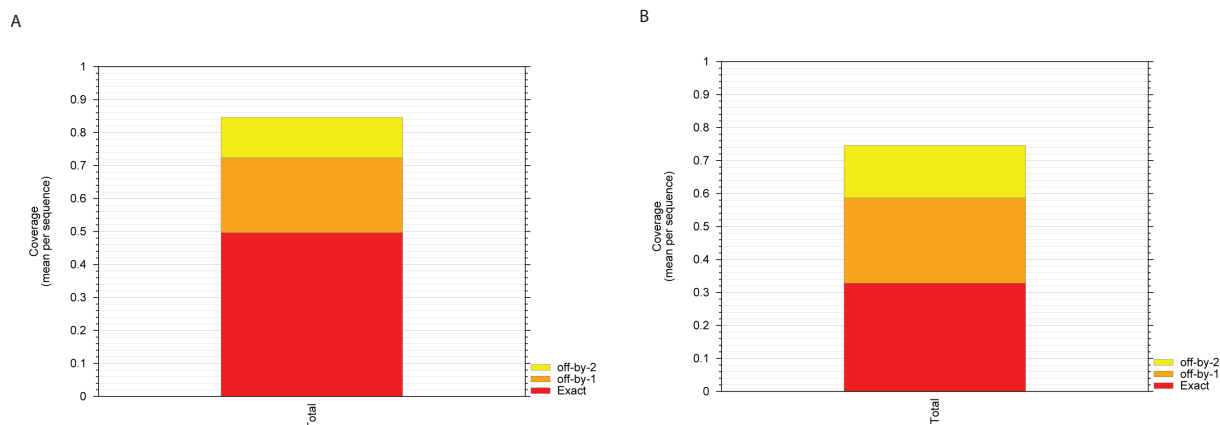 A
1
0.9
0.8
0.7
0.6
0.5
0.4
0.3
0.2
0.1
0
Coverage
(mean per sequence)
Total
off-by-2
off-by-1
Exact
B
1
0.9
0.8
0.7
0.6
0.5
0.4
0.3
0.2
0.1
0
Coverage
(mean per sequence)
Total
off-by-2
off-by-1
Exact